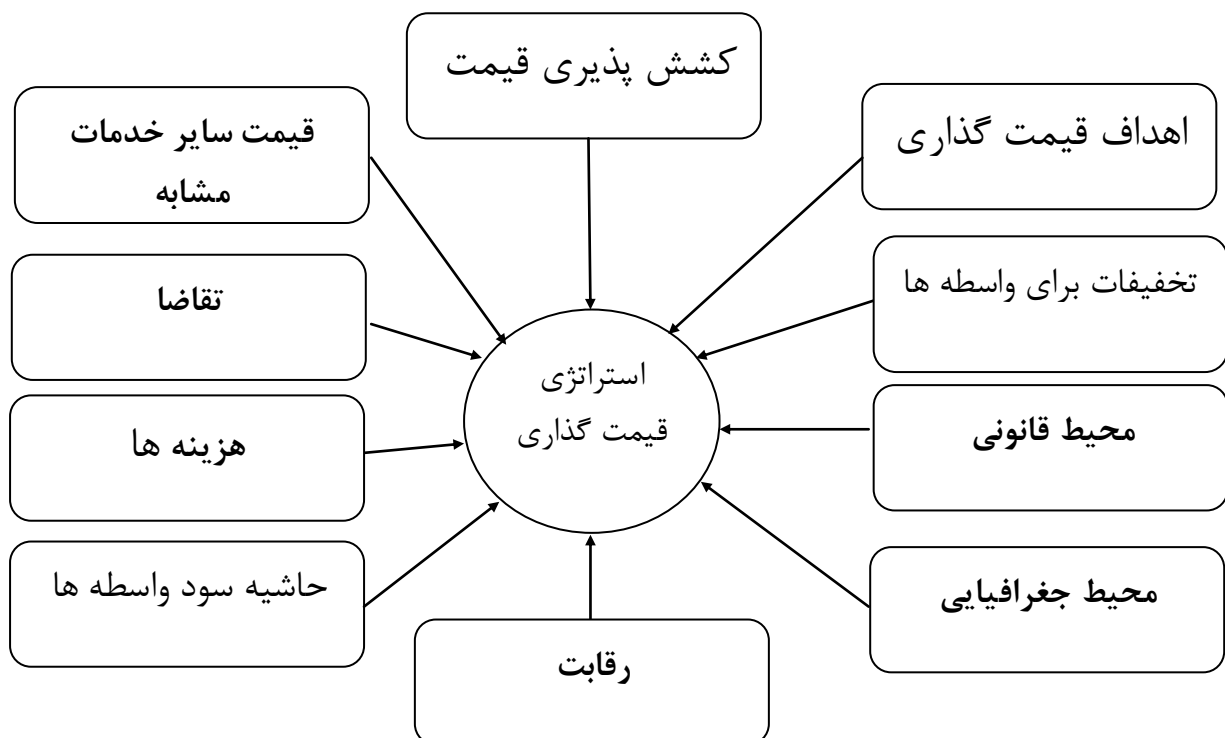 کشش پذیری قیمت
اهداف قیمت گذاری
قیمت سایر خدمات
مشابه
تخفیفات برای واسطه ها
تقاضا
استراتژی
قیمت گذاری
محیط قانونی
هزینه ها
محیط جغرافیایی
حاشیه سود واسطه ها
رقابت